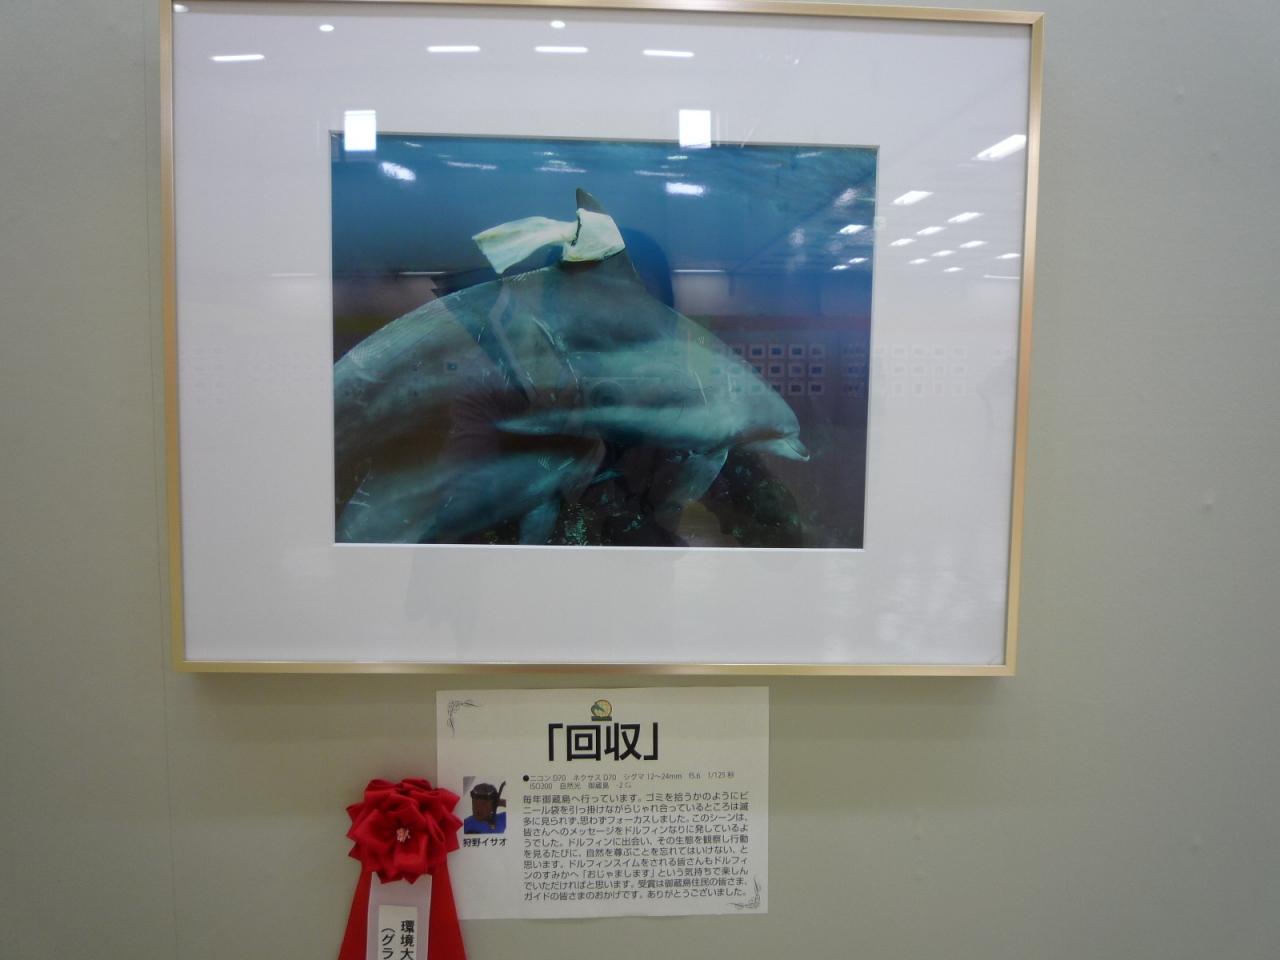 「回収」
●ニコン D70　ネクサス D70　シグマ 12〜24mm　f5.6　1/125 秒
ISO200　自然光　御蔵島　-2
毎年御蔵島へ行っています。ゴミを拾うかのようにビ
ニール袋を引っ掛けながらじゃれ合っているところは滅
多に見られず、思わずフォーカスしました。このシーンは、
皆さんへのメッセージをドルフィンなりに発しているよ
うでした。ドルフィンに出会い、その生態を観察し行動
を見るたびに、自然を尊ぶことを忘れてはいけない、と
思います。ドルフィンスイムをされる皆さんもドルフィ
ンのすみかへ「おじゃまします」という気持ちで楽しん
でいただければと思います。受賞は御蔵島住民の皆さま、
ガイドの皆さまのおかげです。ありがとうございました。
狩野イサオ
環境大
（グラ